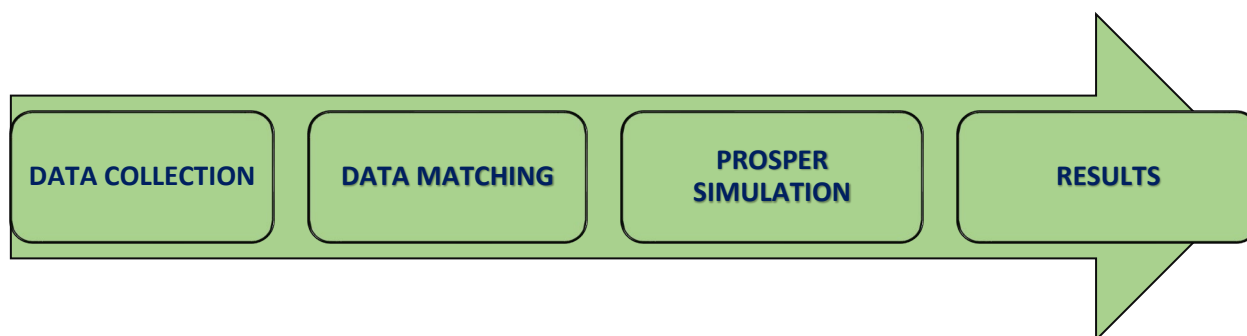 DATA COLLECTION
DATA MATCHING
PROSPER
SIMULATION
RESULTS